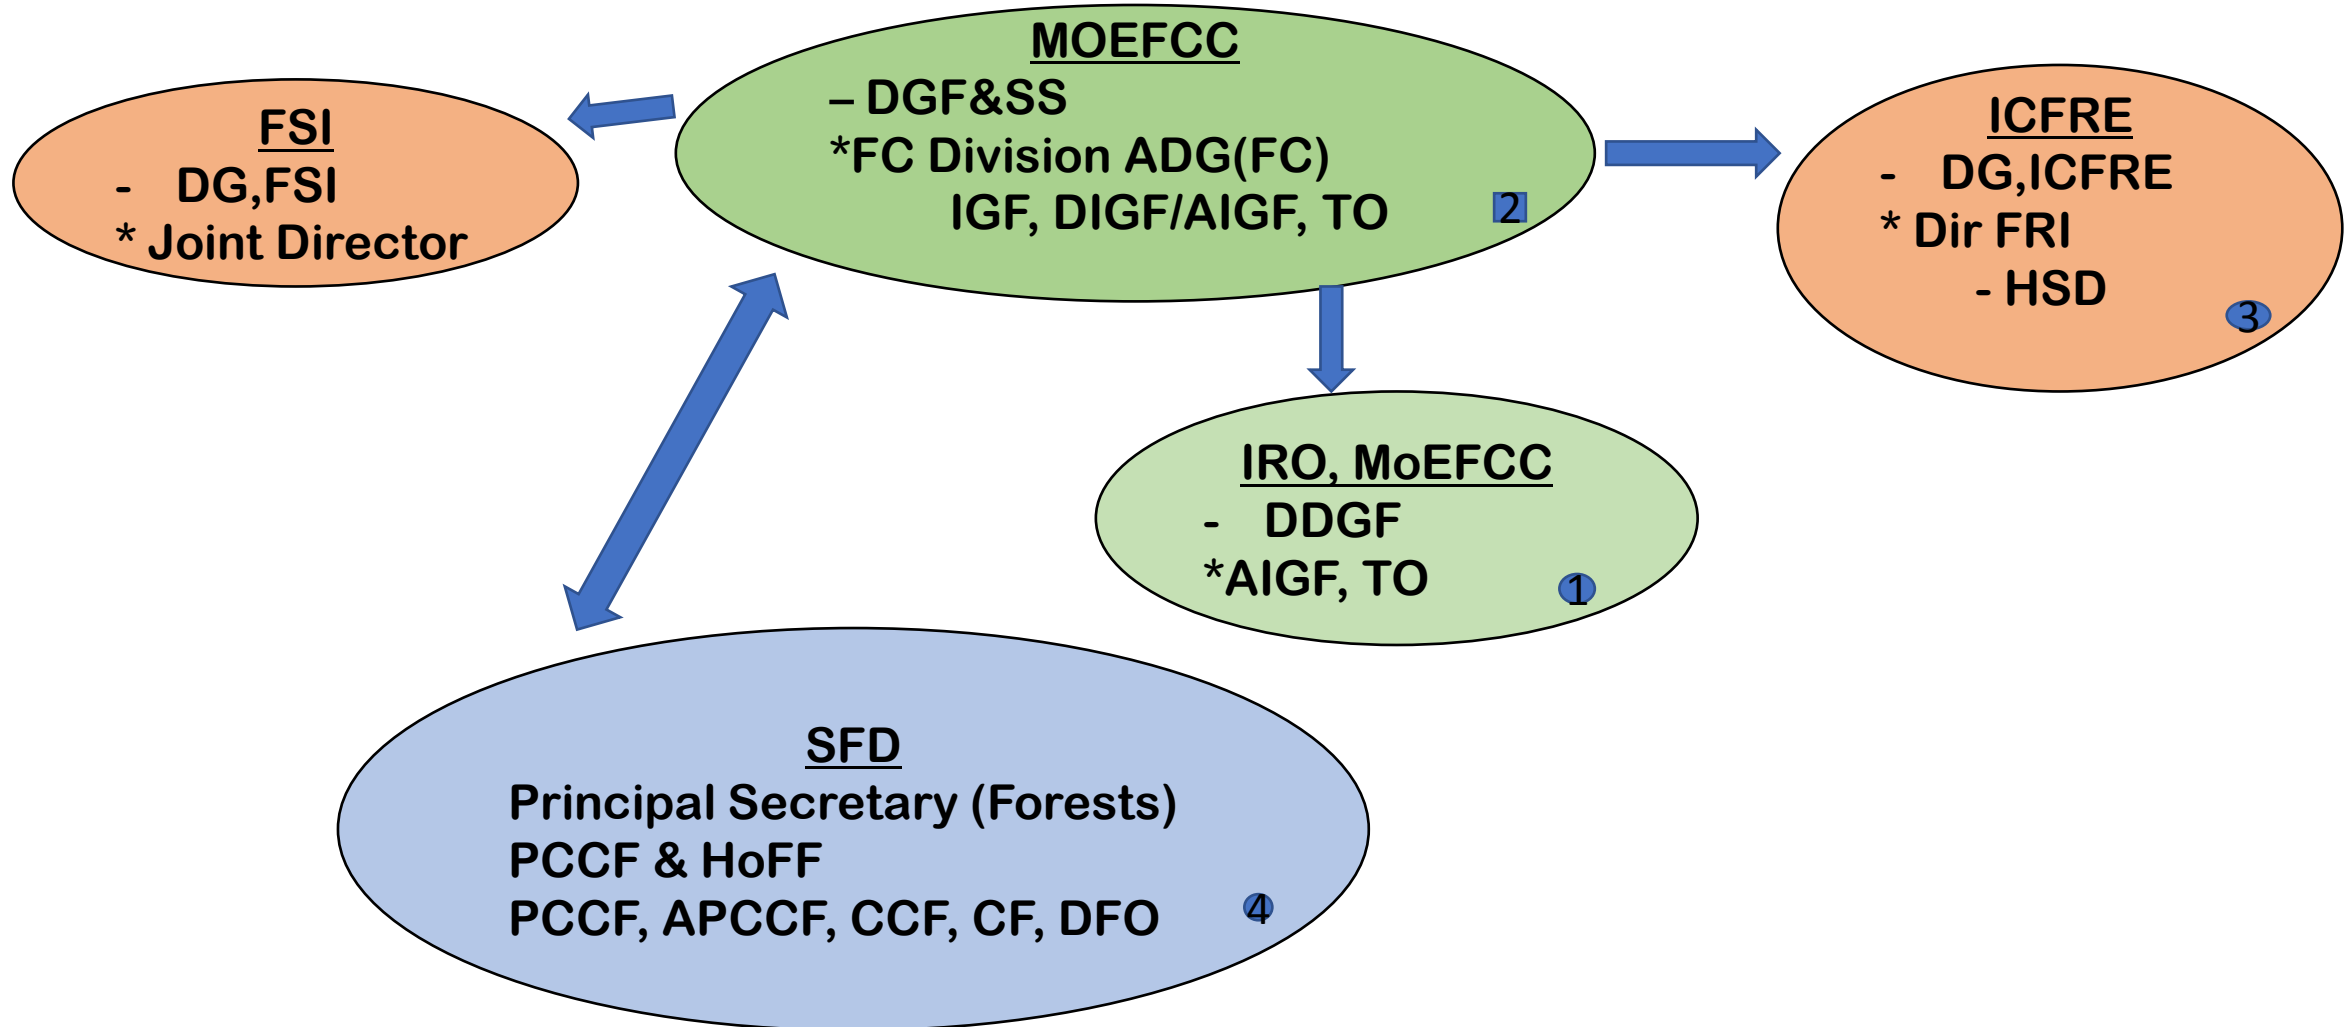 MOEFCC
– DGF&SS
*FC Division ADG(FC)
IGF, DIGF/AIGF, TO
2
FSI
- DG,FSI
* Joint Director
ICFRE
- DG,ICFRE
* Dir FRI
- HSD
3
IRO, MoEFCC
- DDGF
*AIGF, TO
1
SFD
Principal Secretary (Forests)
PCCF & HoFF
PCCF, APCCF, CCF, CF, DFO
4